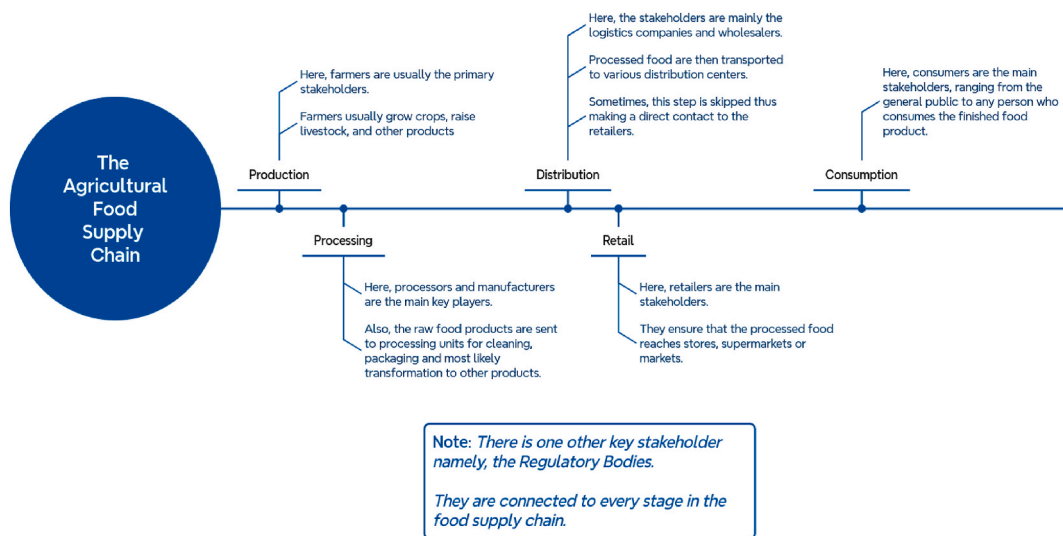 The
Agricultural
Food
Supply
Chain
Production
Here, farmers are usually the primary
stakeholders.
Farmers usually grow crops, raise
livestock, and other products
Processing
Here, processors and manufacturers
are the main key players.
Also, the raw food products are sent
to processing units for cleaning,
packaging and most likely
transformation to other products.
Distribution
Here, the stakeholders are mainly the
logistics companies and wholesalers.
Processed food are then transported
to various distribution centers.
Sometimes, this step is skipped thus
making a direct contact to the
retailers.
Retail
Here, retailers are the main
stakeholders.
They ensure that the processed food
reaches stores, supermarkets or
markets.
Consumption
Here, consumers are the main
stakeholders, ranging from the
general public to any person who
consumes the finished food
product.
Note: There is one other key stakeholder
namely, the Regulatory Bodies.
They are connected to every stage in the
food supply chain.